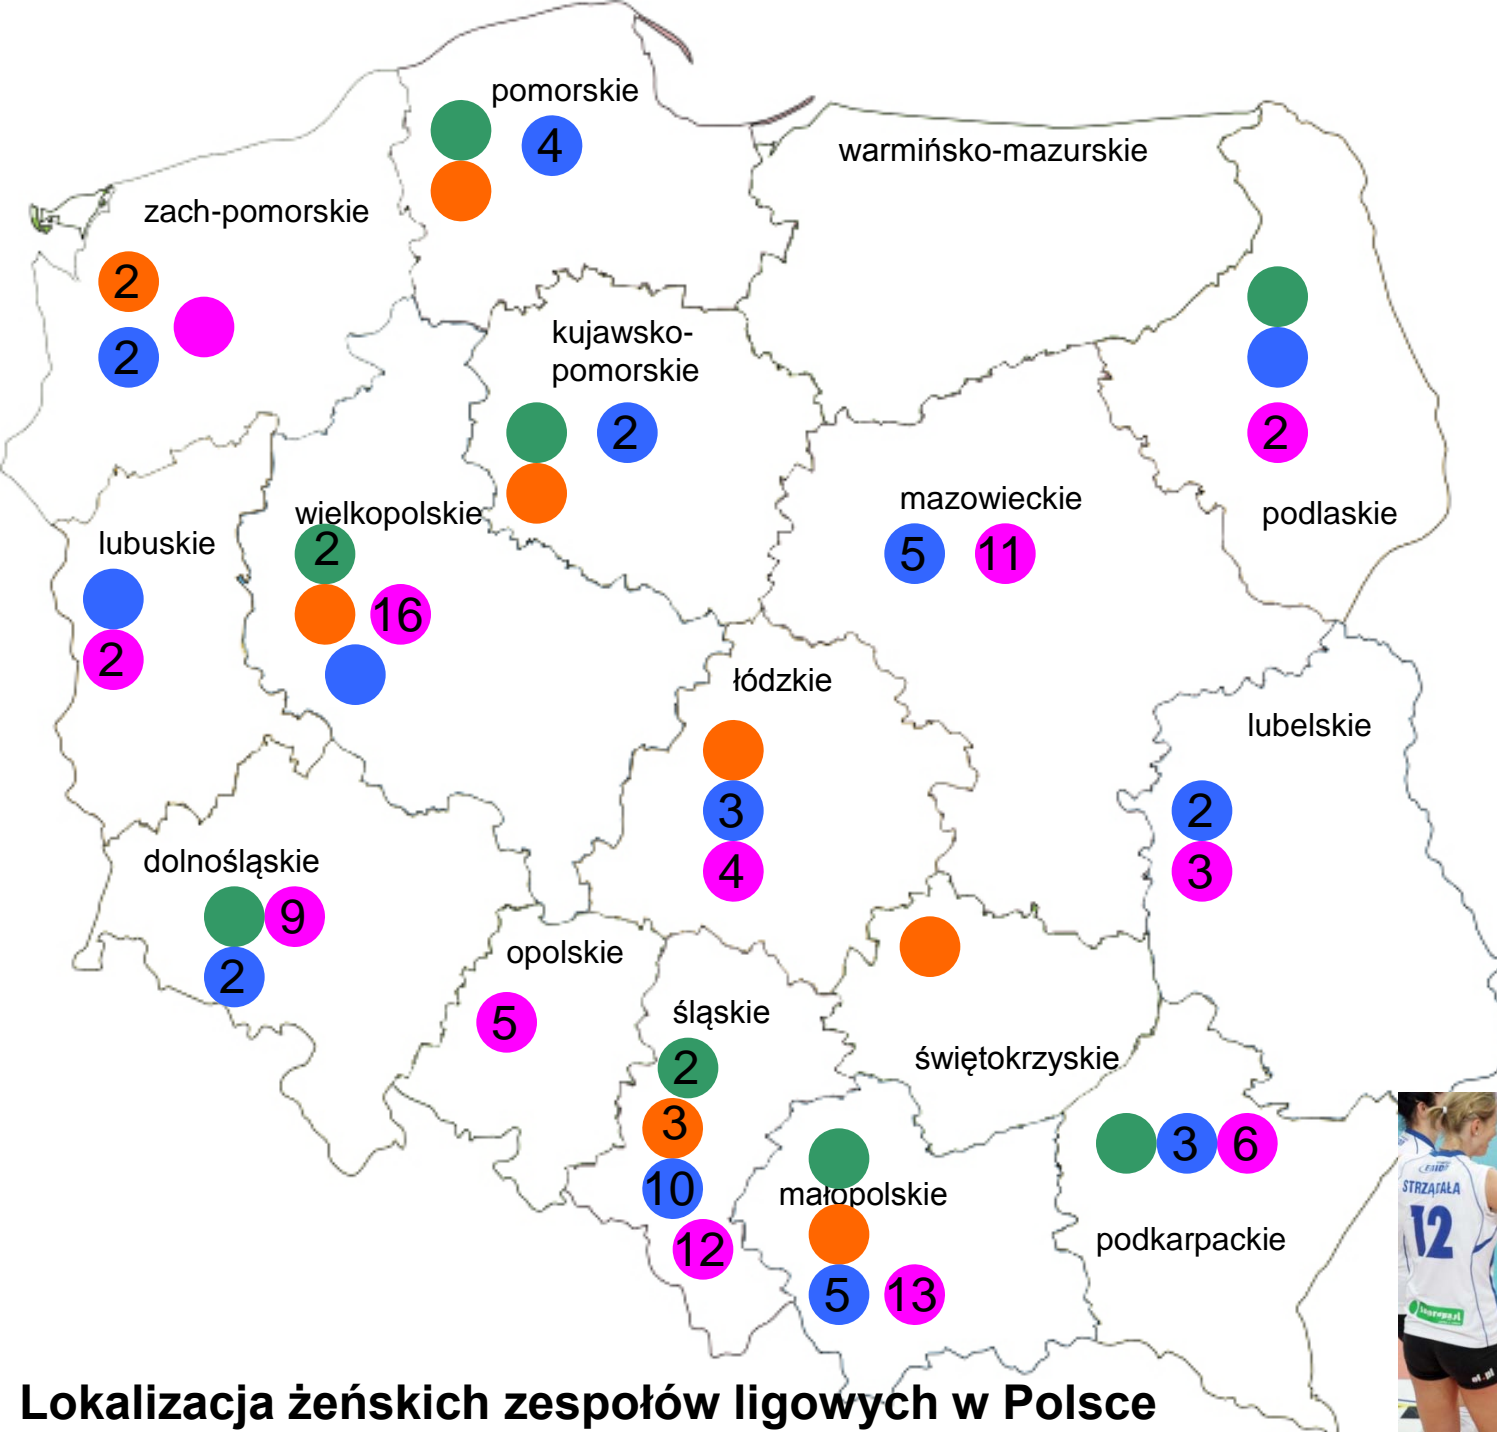 pomorskie
4
warmińsko-mazurskie
zach-pomorskie
2
2
kujawsko-
pomorskie
2
2
mazowieckie
5 11
podlaskie
wielkopolskie
2
16
lubuskie
2
łódzkie
3
4
lubelskie
2
3
dolnośląskie
9
2
opolskie
5
śląskie
2
3
10
12
świętokrzyskie
małopolskie
5 13
3 6
podkarpackie
STRZĄTAŁA
12
Lokalizacja żeńskich zespołów ligowych w Polsce